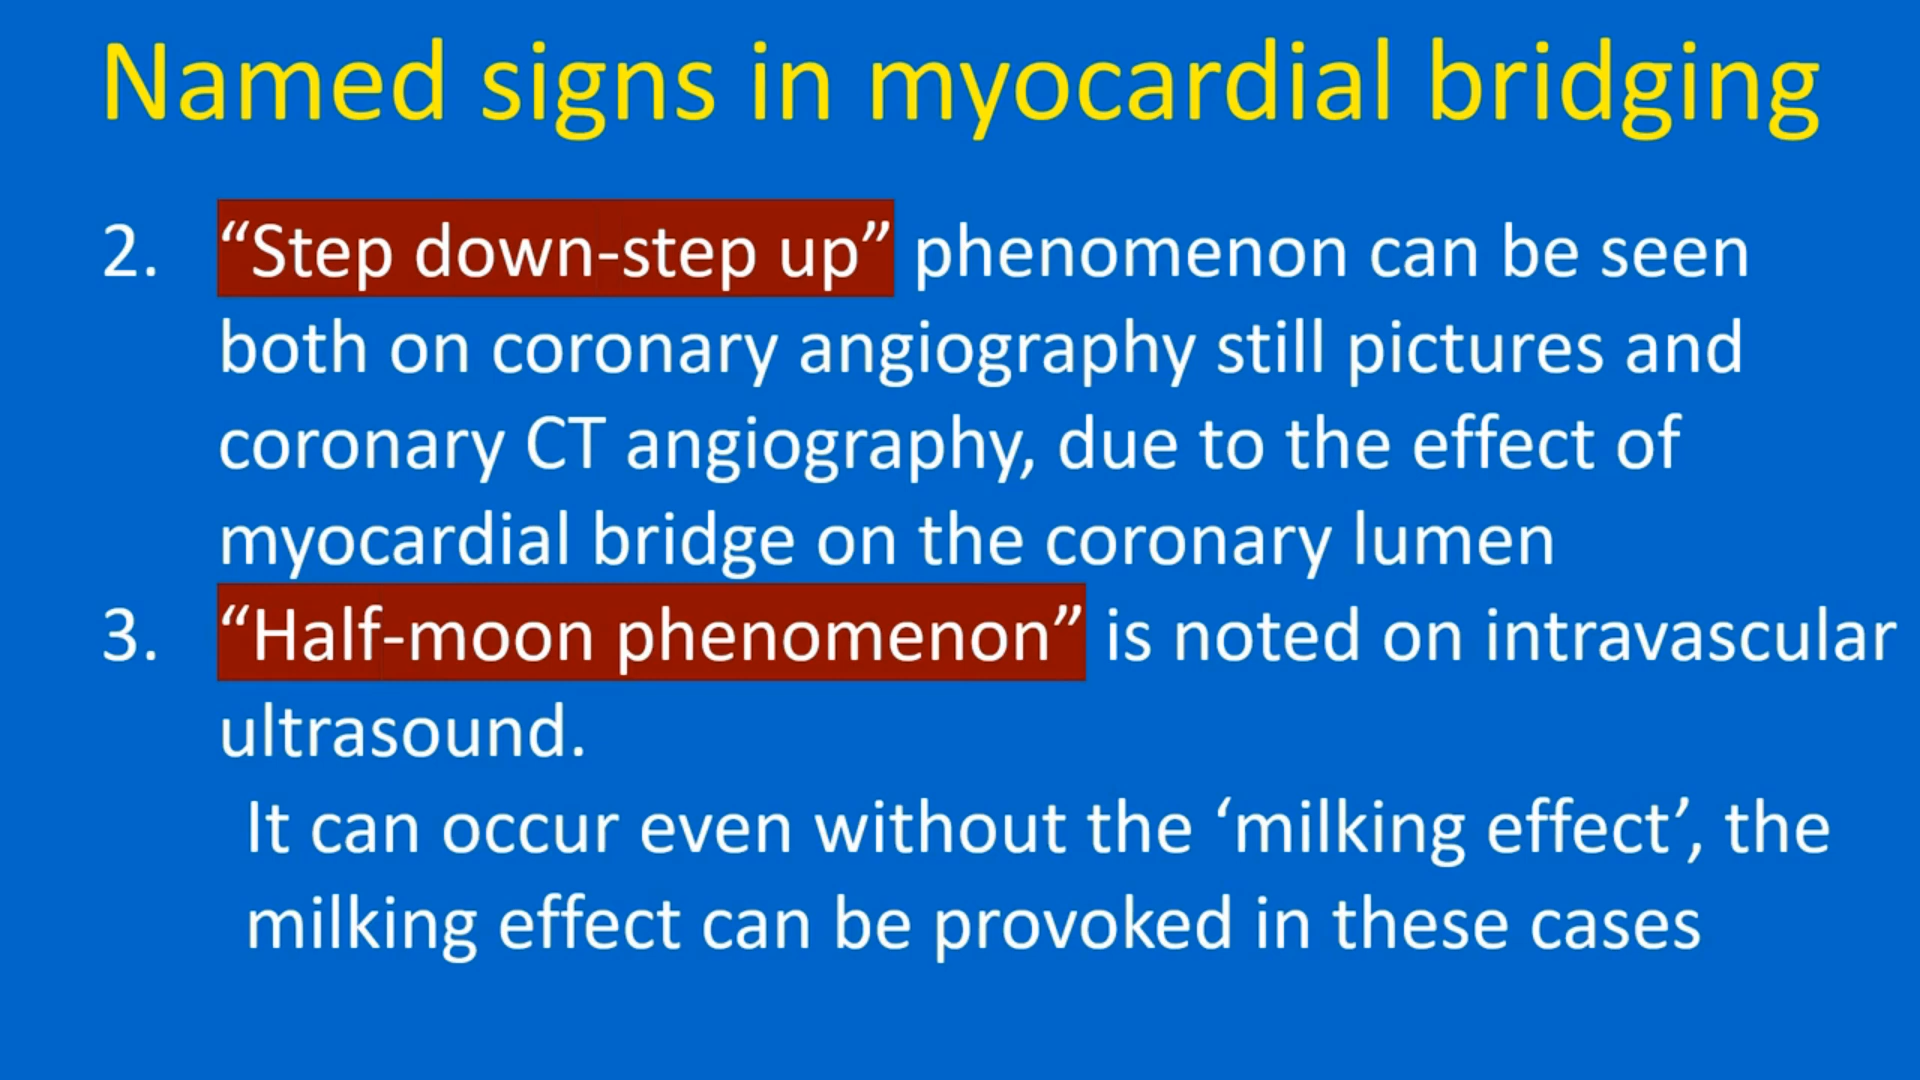 Named signs in myocardial bridging
2. “Step down-step up” phenomenon can be seen
both on coronary angiography still pictures and
coronary CT angiography, due to the effect of
myocardial bridge on the coronary lumen
3. “Half-moon phenomenon” is noted on intravascular
ultrasound.
It can occur even without the ‘milking effect’, the
milking effect can be provoked in these cases